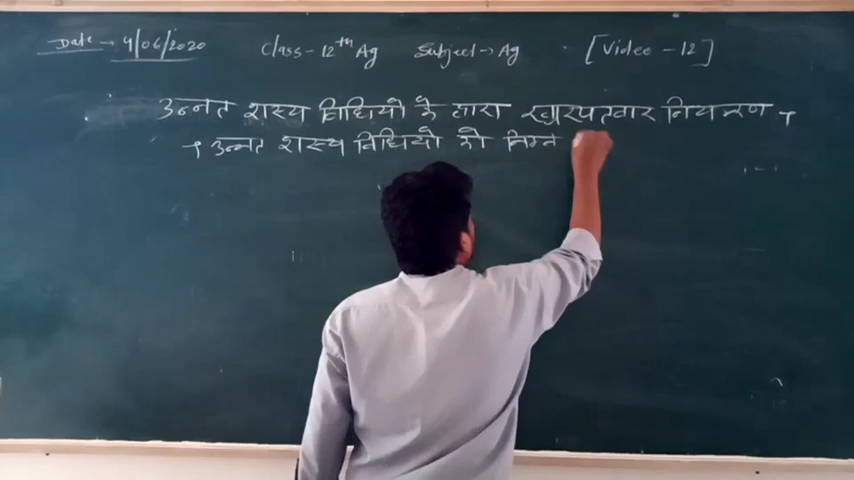 Date → 4/06/2020 Class - 12th Ag Subject → Ag [Video - 12]
उन्नत शस्य विधियो के द्वारा खरपतवार नियन्त्रण →
→ उन्नत शस्य विधियो को निम्न